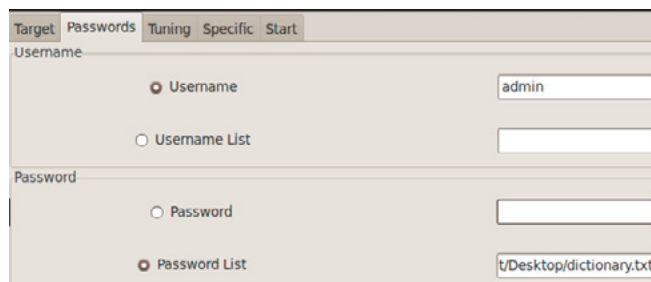 Target Passwords Tuning Specific Start
Username
Username admin
Username List
Password
Password
Password List t/Desktop/dictionary.txt